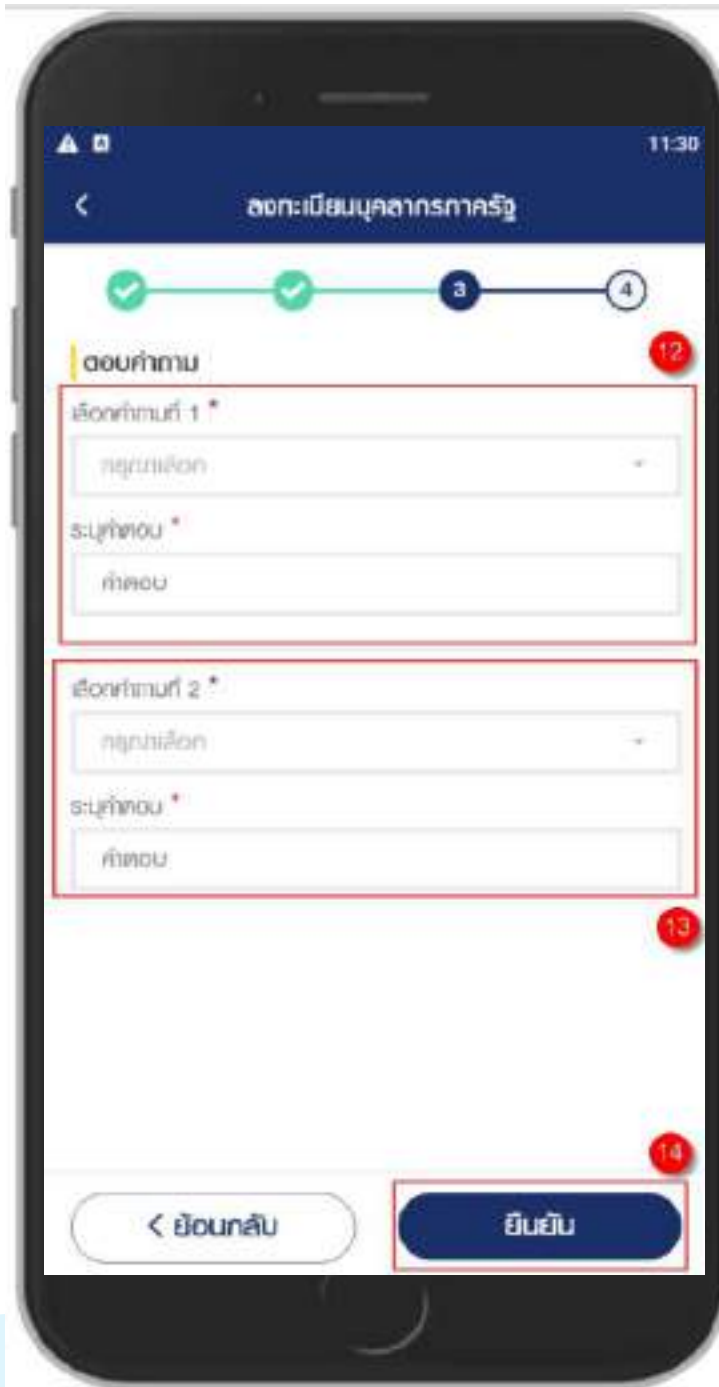 11:30
ลงทะเบียนบุคลากรภาครัฐ
3
4
12
ตอบคำถาม
เลือกคำถามที่ 1 *
กรุณาเลือก
ระบุคำตอบ *
คำตอบ
เลือกคำถามที่ 2 *
กรุณาเลือก
ระบุคำตอบ *
คำตอบ
13
14
< ย้อนกลับ
ยืนยัน